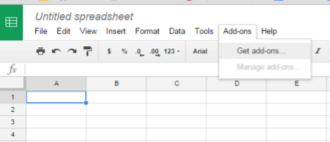 Untitled spreadsheet
File Edit View Insert Format Data Tools Add-ons Help
$ % .0 .00 123 Arial Get add-ons... I
Manage add-ons...
fx
A B C D E
1
2
3
4